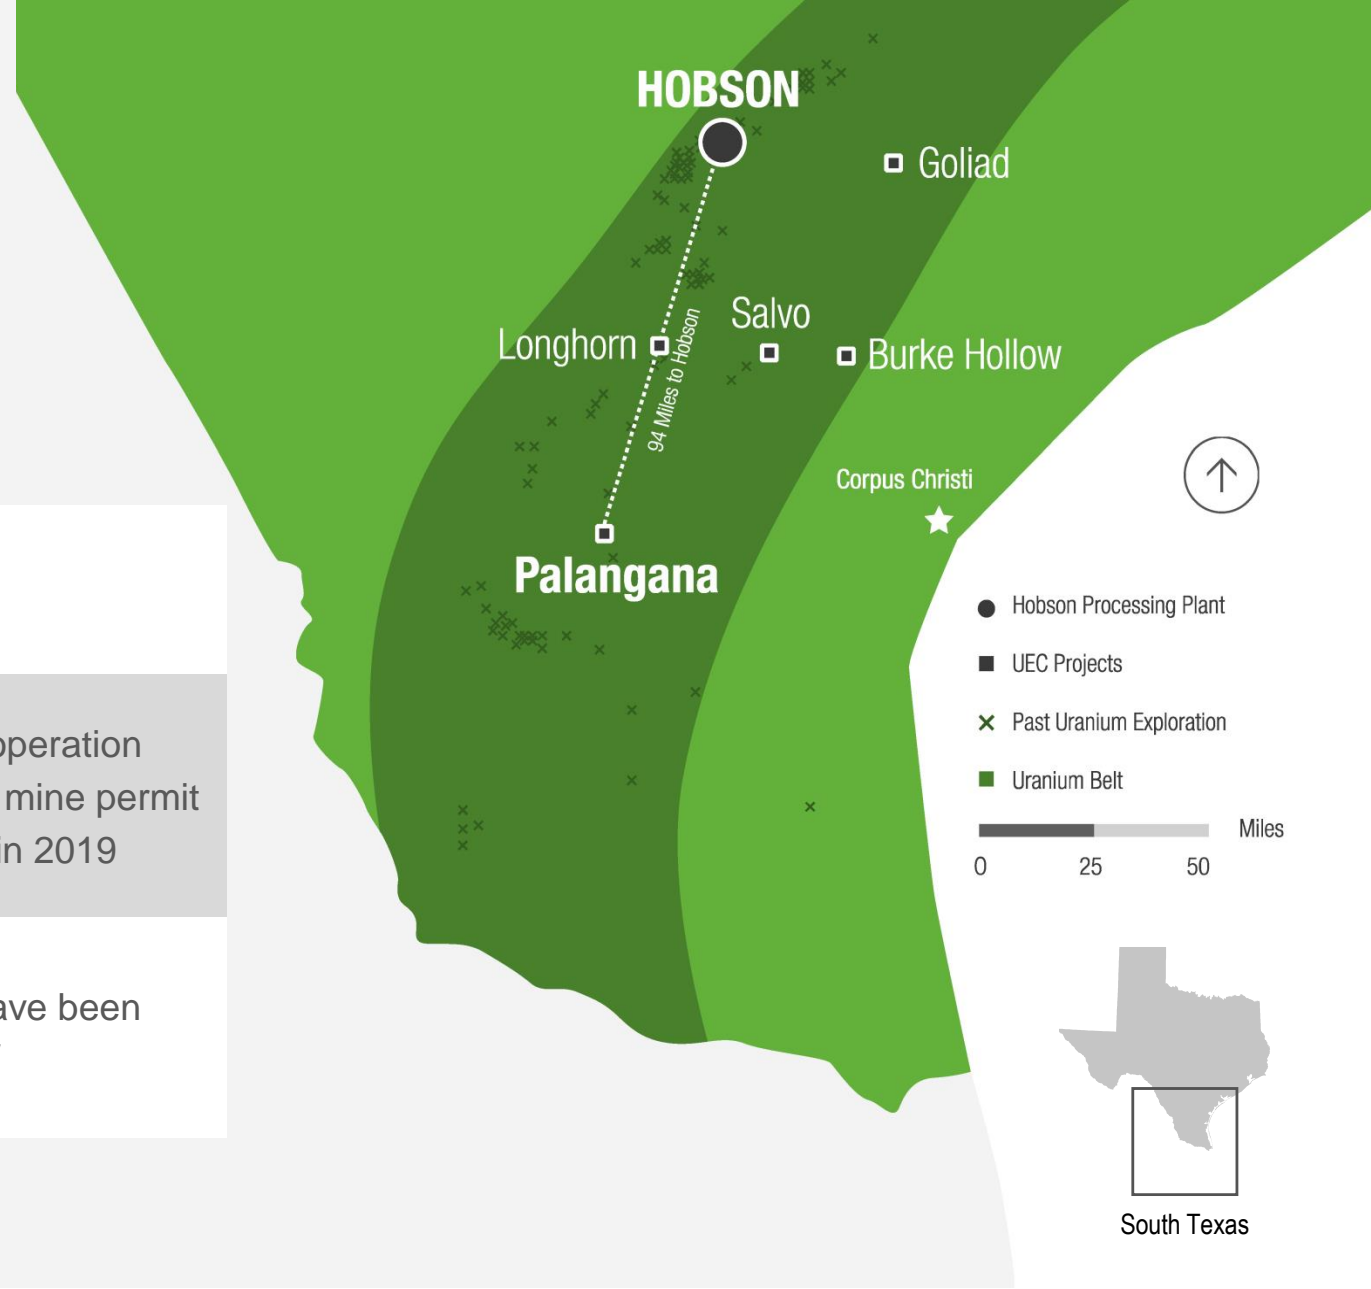 HOBSON
Goliad
Salvo
Longhorn
Burke Hollow
94 Miles to Hobson
Corpus Christi
Palangana
Hobson Processing Plant
UEC Projects
Past Uranium Exploration
Uranium Belt
Miles
0 25 50
South Texas
operation
mine permit
in 2019
ave been